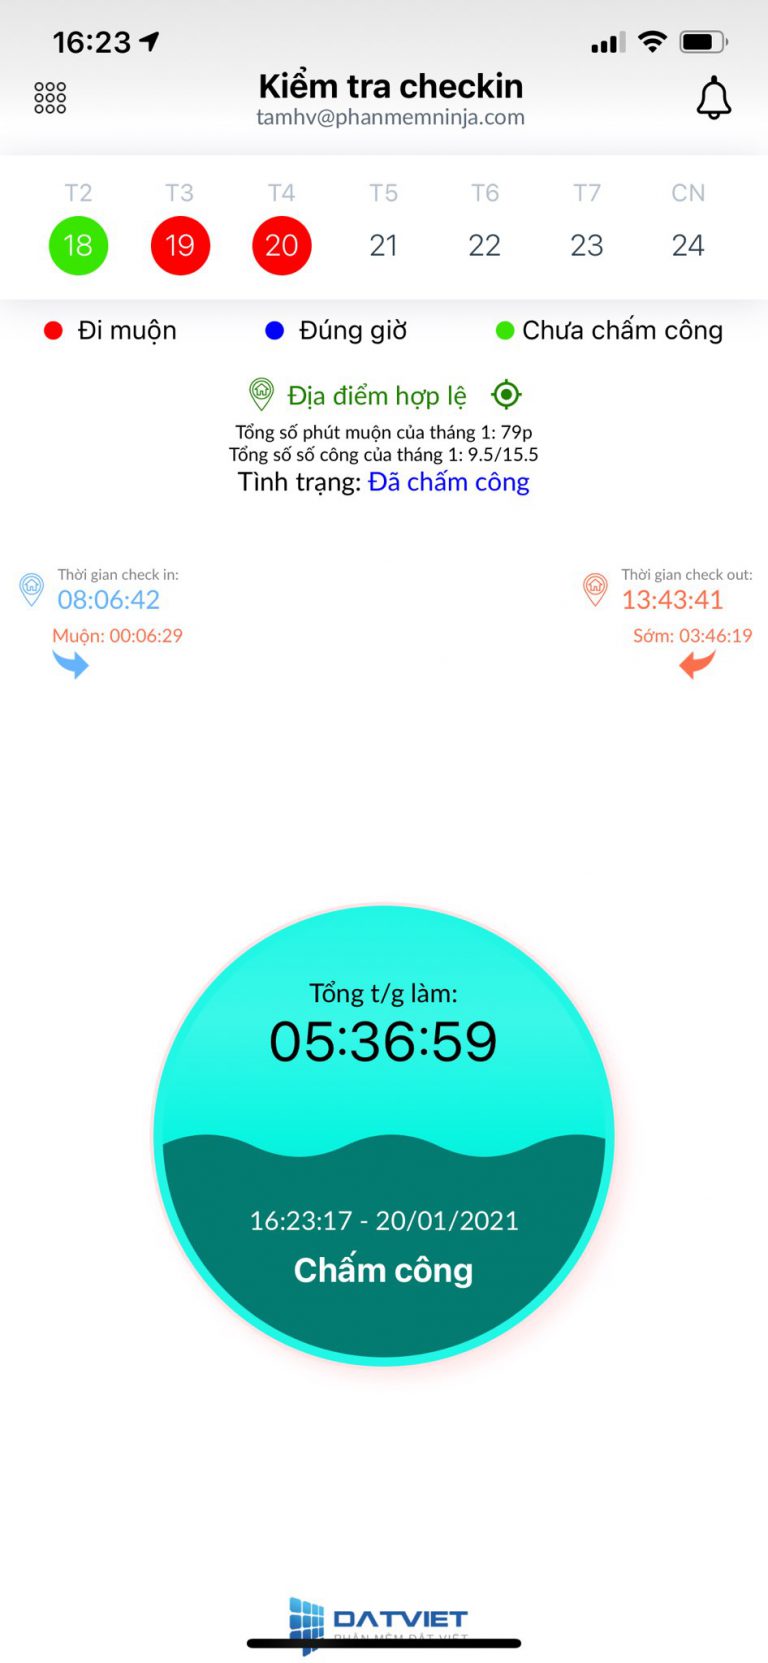 16:23
Kiểm tra checkin
tamhv@phanmemninja.com
T2 T3 T4 T5 T6 T7 CN
18 19 20 21 22 23 24
Đi muộn Đúng giờ Chưa chấm công
Địa điểm hợp lệ
Tổng số phút muộn của tháng 1: 79p
Tổng số số công của tháng 1: 9.5/15.5
Tình trạng: Đã chấm công
Thời gian check in: Thời gian check out:
08:06:42 13:43:41
Muộn: 00:06:29 Sớm: 03:46:19
Tổng t/g làm:
05:36:59
16:23:17 - 20/01/2021
Chấm công
DATVIET
PHẦN MỀM ĐẤT VIỆT